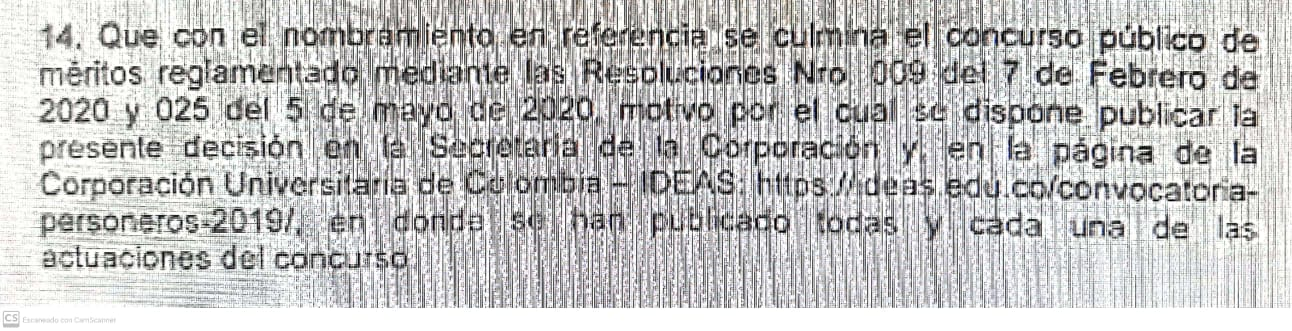 14. Que con el nombramiento en referencia se culmina el concurso público de
méritos reglamentado mediante las Resoluciones Nro. 009 del 7 de Febrero de
2020 y 025 del 5 de mayo de 2020, motivo por el cual se dispone publicar la
presente decisión en la Secretaria de la Corporación y, en la página de la
Corporación Universitaria de Colombia – IDEAS: https://ideas.edu.co/convocatoria-
personeros-2019/, en donde se han publicado todas y cada una de las
actuaciones del concurso
CS Escaneado con CamScanner